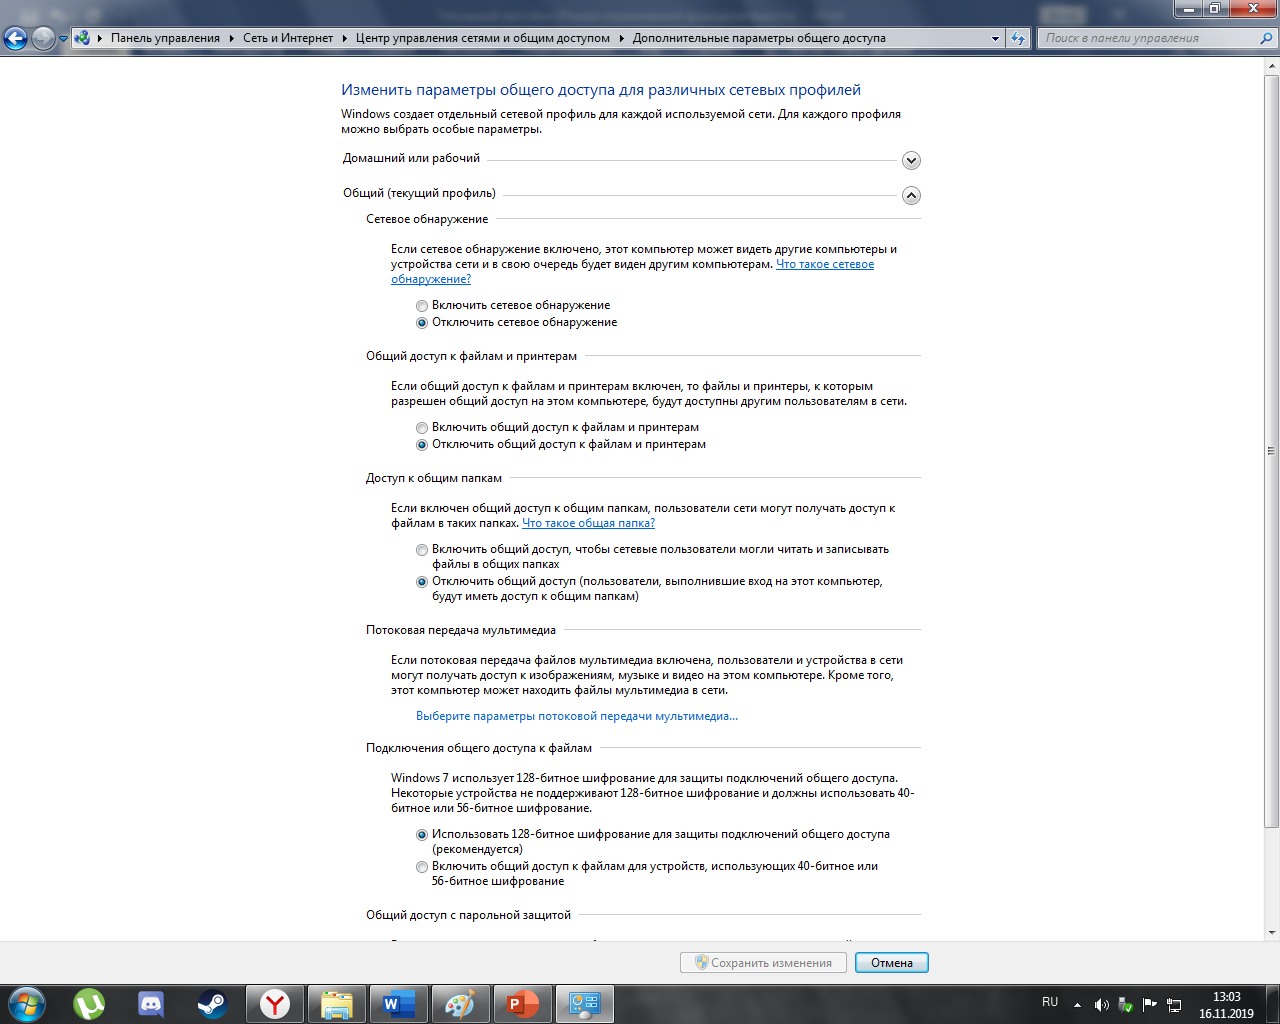 Панель управления
Сеть и Интернет
Центр управления сетями и общим доступом
Дополнительные параметры общего доступа
Поиск в панели управления
Изменить параметры общего доступа для различных сетевых профилей
Windows создает отдельный сетевой профиль для каждой используемой сети. Для каждого профиля
можно выбрать особые параметры.
Домашний или рабочий
Общий (текущий профиль)
Сетевое обнаружение
Если сетевое обнаружение включено, этот компьютер может видеть другие компьютеры и
устройства сети и в свою очередь будет виден другим компьютерам. Что такое сетевое
обнаружение?
Включить сетевое обнаружение
Отключить сетевое обнаружение
Общий доступ к файлам и принтерам
Если общий доступ к файлам и принтерам включен, то файлы и принтеры, к которым
разрешен общий доступ на этом компьютере, будут доступны другим пользователям в сети.
Включить общий доступ к файлам и принтерам
Отключить общий доступ к файлам и принтерам
Доступ к общим папкам
Если включен общий доступ к общим папкам, пользователи сети могут получать доступ к
файлам в таких папках. Что такое общая папка?
Включить общий доступ, чтобы сетевые пользователи могли читать и записывать
файлы в общих папках
Отключить общий доступ (пользователи, выполнившие вход на этот компьютер,
будут иметь доступ к общим папкам)
Потоковая передача мультимедиа
Если потоковая передача файлов мультимедиа включена, пользователи и устройства в сети
могут получать доступ к изображениям, музыке и видео на этом компьютере. Кроме того,
этот компьютер может находить файлы мультимедиа в сети.
Выберите параметры потоковой передачи мультимедиа...
Подключения общего доступа к файлам
Windows 7 использует 128-битное шифрование для защиты подключений общего доступа.
Некоторые устройства не поддерживают 128-битное шифрование и должны использовать 40-
битное или 56-битное шифрование.
Использовать 128-битное шифрование для защиты подключений общего доступа
(рекомендуется)
Включить общий доступ к файлам для устройств, использующих 40-битное или
56-битное шифрование
Общий доступ с парольной защитой
Сохранить изменения
Отмена
RU
13:03
16.11.2019